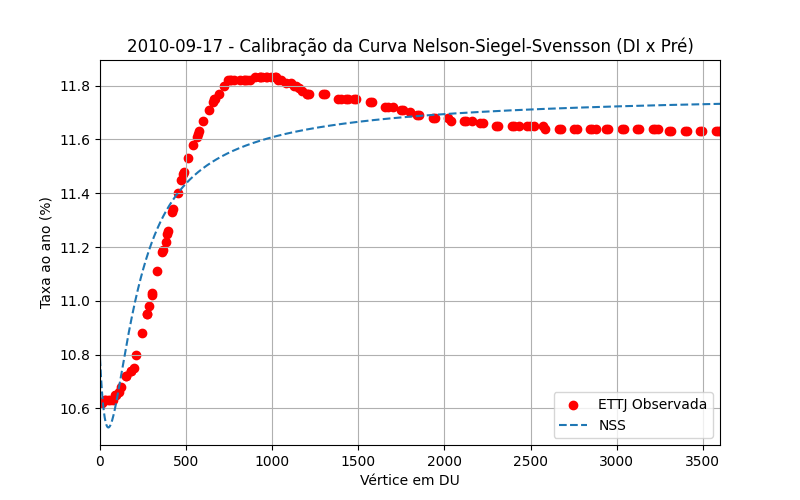 2010-09-17 - Calibração da Curva Nelson-Siegel-Svensson (DI x Pré)
Taxa ao ano (%)
11.8
11.6
11.4
11.2
11.0
10.8
10.6
ETTJ Observada
NSS
0 500 1000 1500 2000 2500 3000 3500
Vértice em DU